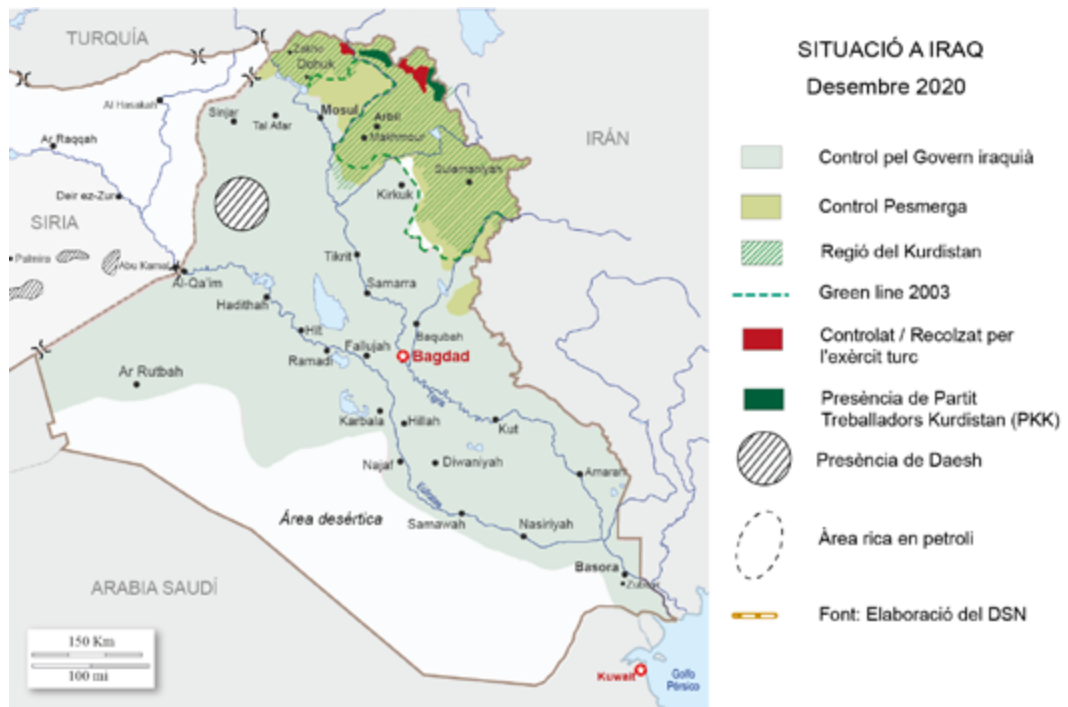 TURQUÍA
Zakho
Dohuk
Al Hasakah
Sinjar
Tal Afar
Mosul
Arbil
Makhmour
Ar Raqqah
IRÁN
Sulemaniyah
Kirkuk
Deir ez-Zur
SIRIA
Palmira
Abu Kamal
Al-Qa'im
Tikrit
Samarra
Hadithah
Hit
Baqubah
Fallujah
Ramadi
Bagdad
Ar Rutbah
Tigris
Karbala
Hillah
Kut
Najaf
Diwaniyah
Amarah
Área desértica
Samawah
Nasiriyah
Basora
ARABIA SAUDÍ
150 Km
100 mi
Kuwait
Golfo
Pérsico
SITUACIÓ A IRAQ
Desembre 2020
Control pel Govern iraquià
Control Pesmerga
Regió del Kurdistan
Green line 2003
Controlat / Recolzat per
l'exèrcit turc
Presència de Partit
Treballadors Kurdistan (PKK)
Presència de Daesh
Àrea rica en petroli
Font: Elaboració del DSN